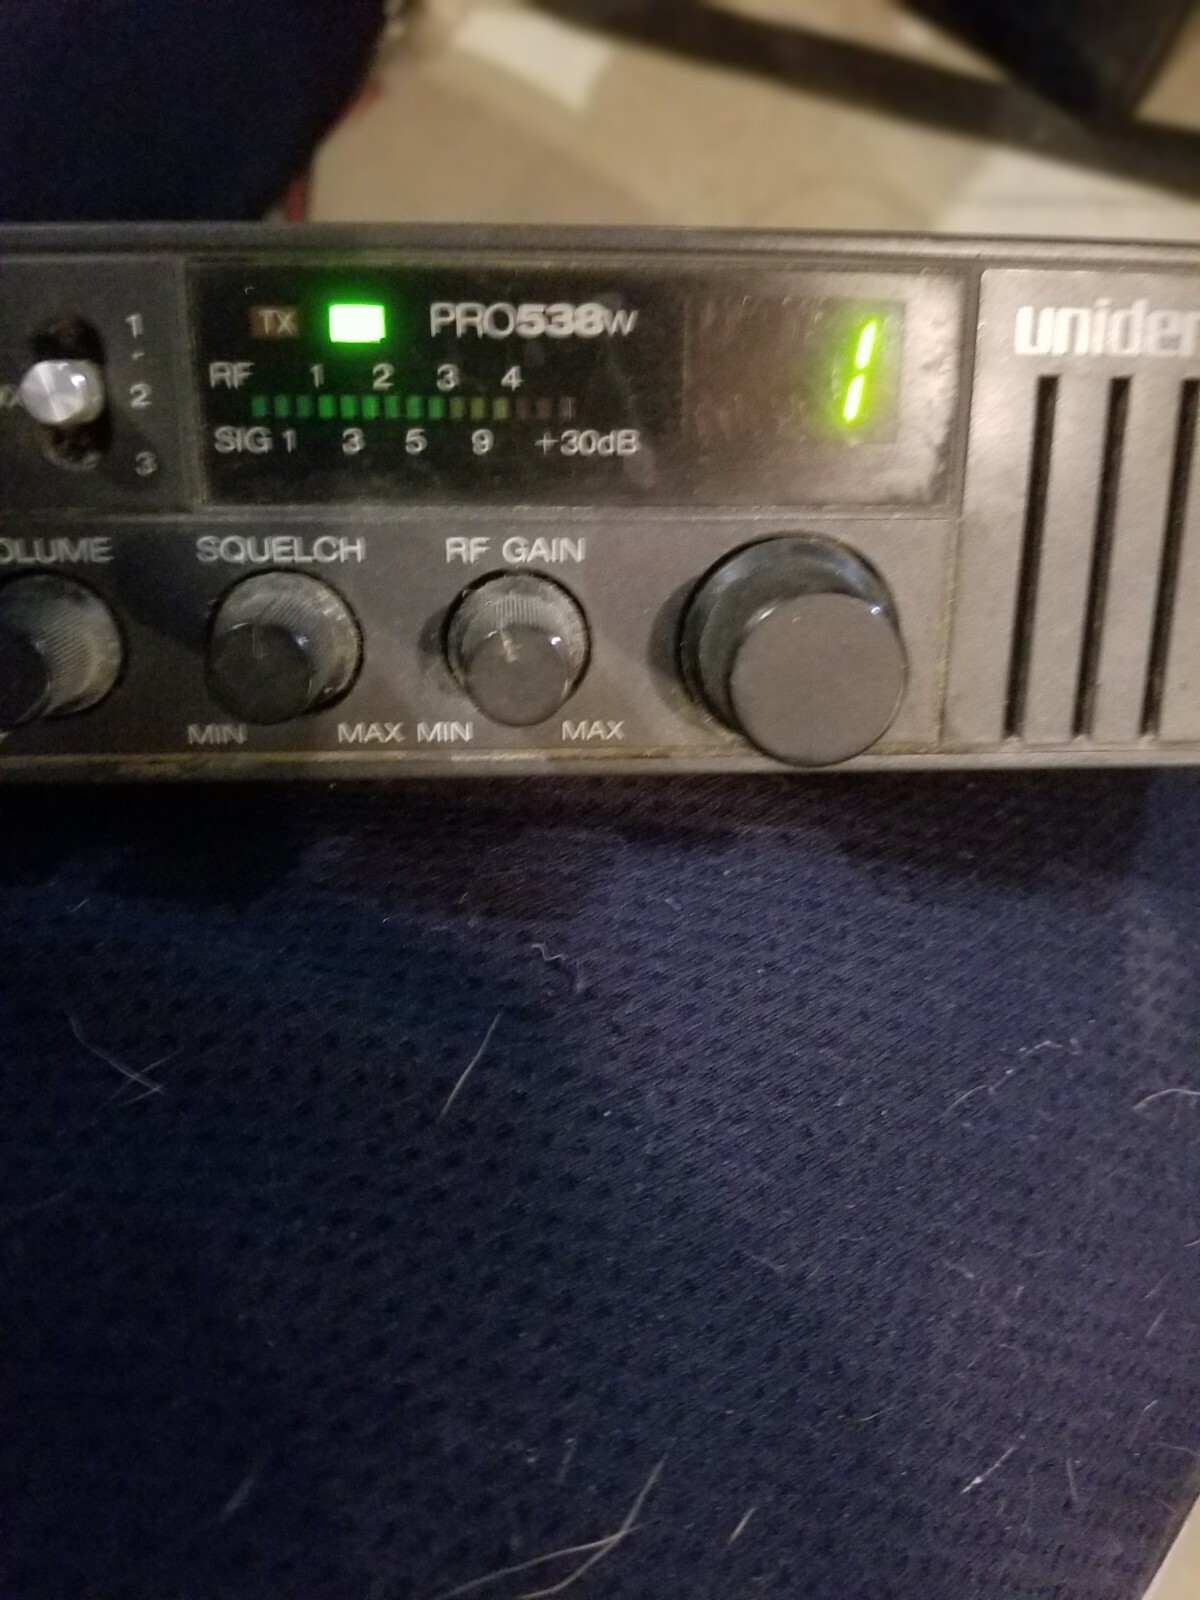 1
2
3
TX PRO538W
RF 1 2 3 4
SIG 1 3 5 9 +30dB
1
uniden
OLUME SQUELCH RF GAIN
MIN MAX MIN MAX